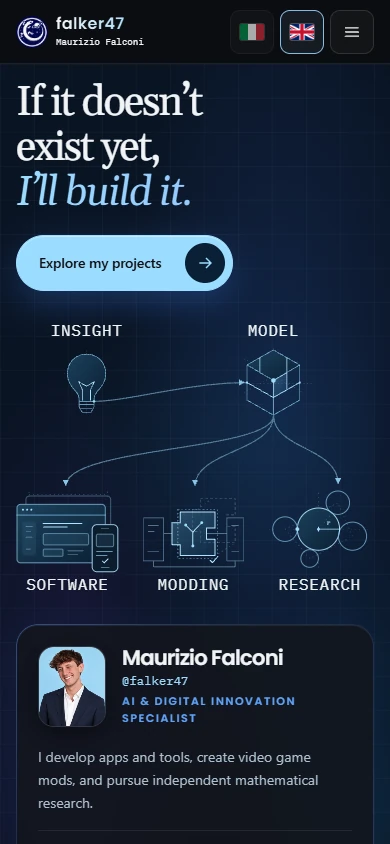 falker47
Maurizio Falconi
If it doesn't
exist yet,
I'll build it.
Explore my projects
INSIGHT
MODEL
SOFTWARE
MODDING
RESEARCH
Maurizio Falconi
@falker47
AI & DIGITAL INNOVATION
SPECIALIST
I develop apps and tools, create video game
mods, and pursue independent mathematical
research.